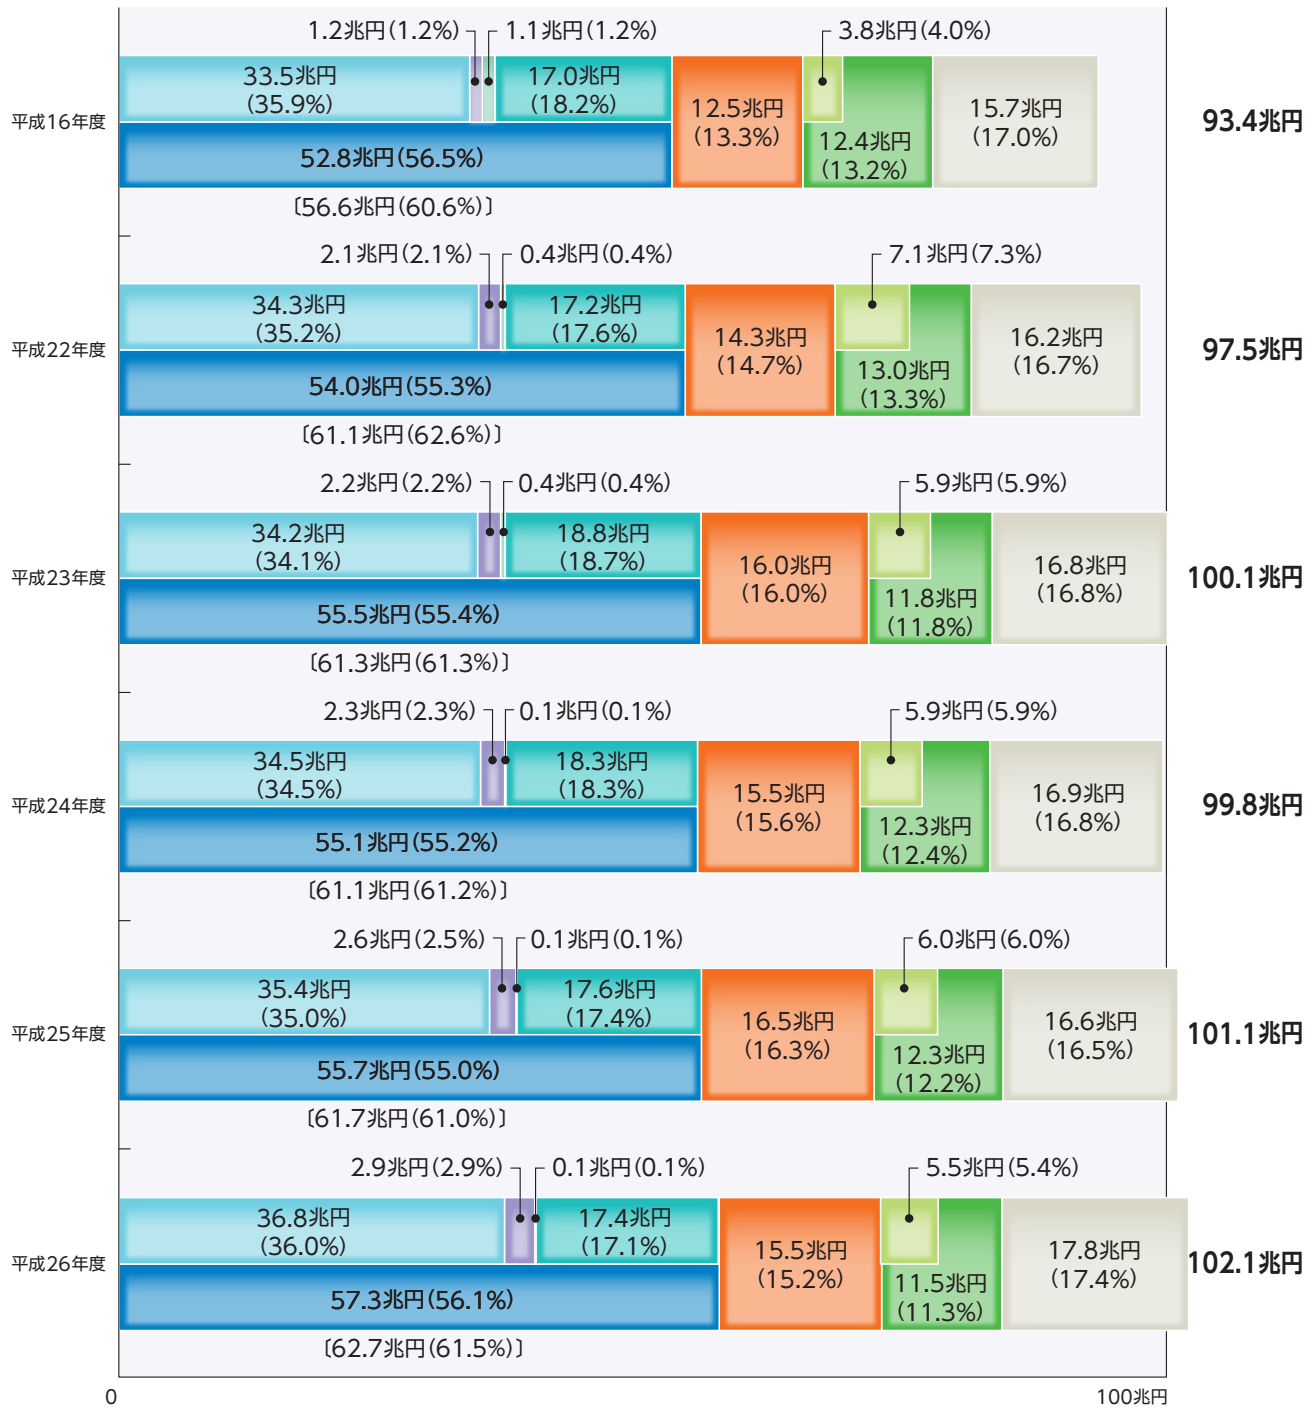 1.2兆円(1.2%) 1.1兆円(1.2%) 3.8兆円(4.0%)
33.5兆円
(35.9%)
17.0兆円
(18.2%)
12.5兆円
(13.3%)
12.4兆円
(13.2%)
15.7兆円
(17.0%)
平成16年度
93.4兆円
52.8兆円(56.5%)
〔56.6兆円(60.6%)〕
2.1兆円(2.1%) 0.4兆円(0.4%) 7.1兆円(7.3%)
34.3兆円
(35.2%)
17.2兆円
(17.6%)
14.3兆円
(14.7%)
13.0兆円
(13.3%)
16.2兆円
(16.7%)
平成22年度
97.5兆円
54.0兆円(55.3%)
〔61.1兆円(62.6%)〕
2.2兆円(2.2%) 0.4兆円(0.4%) 5.9兆円(5.9%)
34.2兆円
(34.1%)
18.8兆円
(18.7%)
16.0兆円
(16.0%)
11.8兆円
(11.8%)
16.8兆円
(16.8%)
平成23年度
100.1兆円
55.5兆円(55.4%)
〔61.3兆円(61.3%)〕
2.3兆円(2.3%) 0.1兆円(0.1%) 5.9兆円(5.9%)
34.5兆円
(34.5%)
18.3兆円
(18.3%)
15.5兆円
(15.6%)
12.3兆円
(12.4%)
16.9兆円
(16.8%)
平成24年度
99.8兆円
55.1兆円(55.2%)
〔61.1兆円(61.2%)〕
2.6兆円(2.5%) 0.1兆円(0.1%) 6.0兆円(6.0%)
35.4兆円
(35.0%)
17.6兆円
(17.4%)
16.5兆円
(16.3%)
12.3兆円
(12.2%)
16.6兆円
(16.5%)
平成25年度
101.1兆円
55.7兆円(55.0%)
〔61.7兆円(61.0%)〕
2.9兆円(2.9%) 0.1兆円(0.1%) 5.5兆円(5.4%)
36.8兆円
(36.0%)
17.4兆円
(17.1%)
15.5兆円
(15.2%)
11.5兆円
(11.3%)
17.8兆円
(17.4%)
平成26年度
102.1兆円
57.3兆円(56.1%)
〔62.7兆円(61.5%)〕
0 100兆円